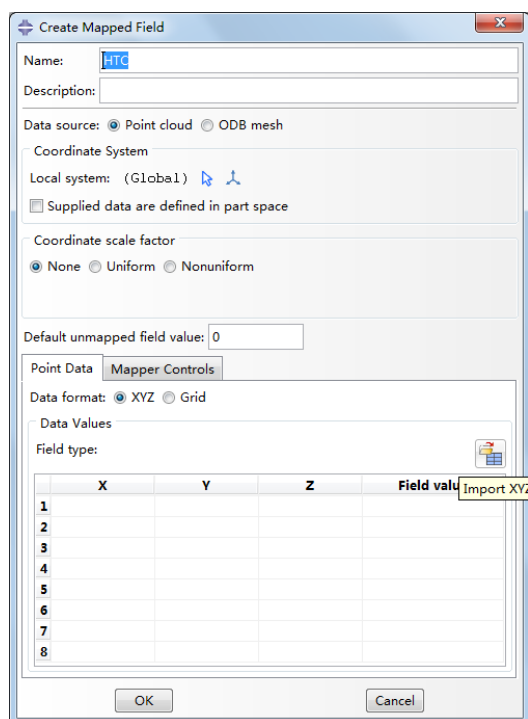 Create Mapped Field
Name: HTC
Description:
Data source: Point cloud ODB mesh
Coordinate System
Local system: (Global)
Supplied data are defined in part space
Coordinate scale factor
None Uniform Nonuniform
Default unmapped field value: 0
Point Data Mapper Controls
Data format: XYZ Grid
Data Values
Field type:
X Y Z Field valu
Import XYZ
1
2
3
4
5
6
7
8
OK Cancel